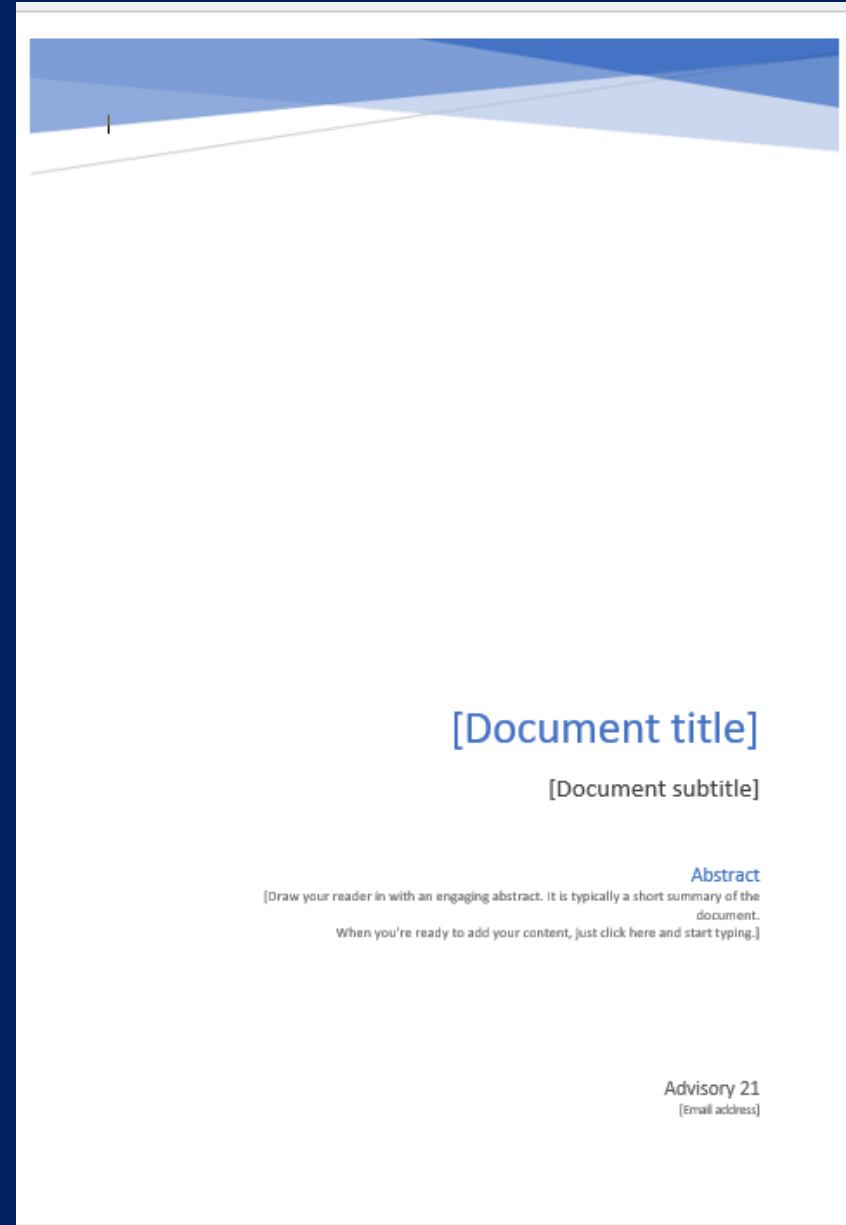 [Document title]
[Document subtitle]
Abstract
[Draw your reader in with an engaging abstract. It is typically a short summary of the
document.
When you're ready to add your content, just click here and start typing.]
Advisory 21
[Email address]